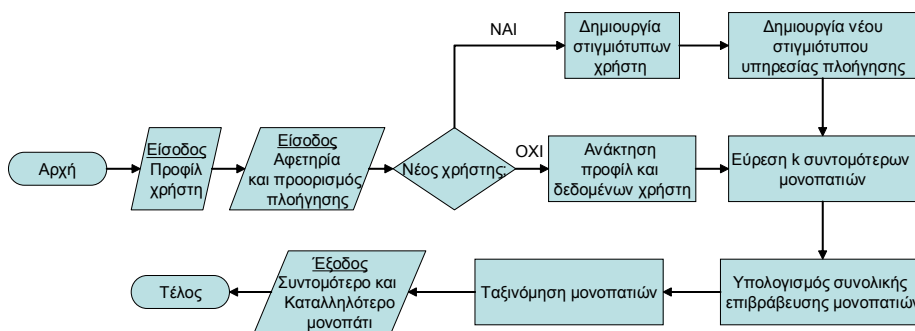 ΝΑΙ
Δημιουργία
στιγμιότυπων
χρήστη
Δημιουργία νέου
στιγμιότυπου
υπηρεσίας πλοήγησης
Αρχή
Είσοδος
Προφίλ
χρήστη
Είσοδος
Αφετηρία
και προορισμός
πλοήγησης
Νέος χρήστης;
ΟΧΙ
Ανάκτηση
προφίλ και
δεδομένων χρήστη
Εύρεση k συντομότερων
μονοπατιών
Τέλος
Έξοδος
Συντομότερο και
Καταλληλότερο
μονοπάτι
Ταξινόμηση μονοπατιών
Υπολογισμός συνολικής
επιβράβευσης μονοπατιών